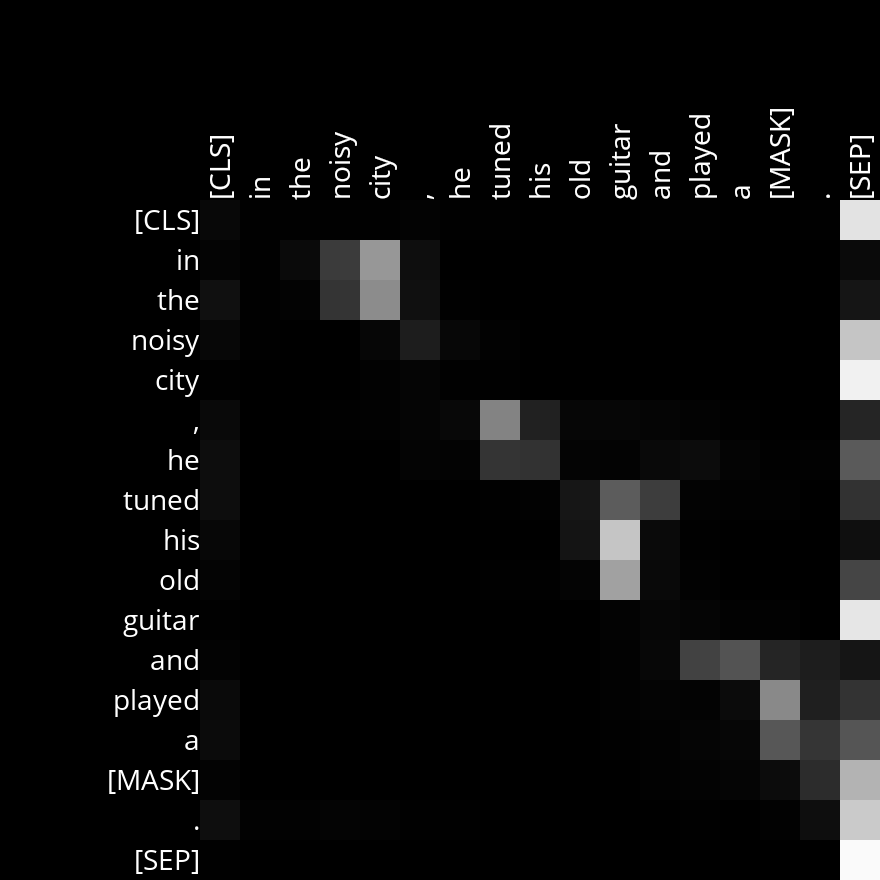 [CLS] in the noisy city , he tuned his old guitar and played a [MASK] . [SEP]
[CLS]
in
the
noisy
city
,
he
tuned
his
old
guitar
and
played
a
[MASK]
.
[SEP]